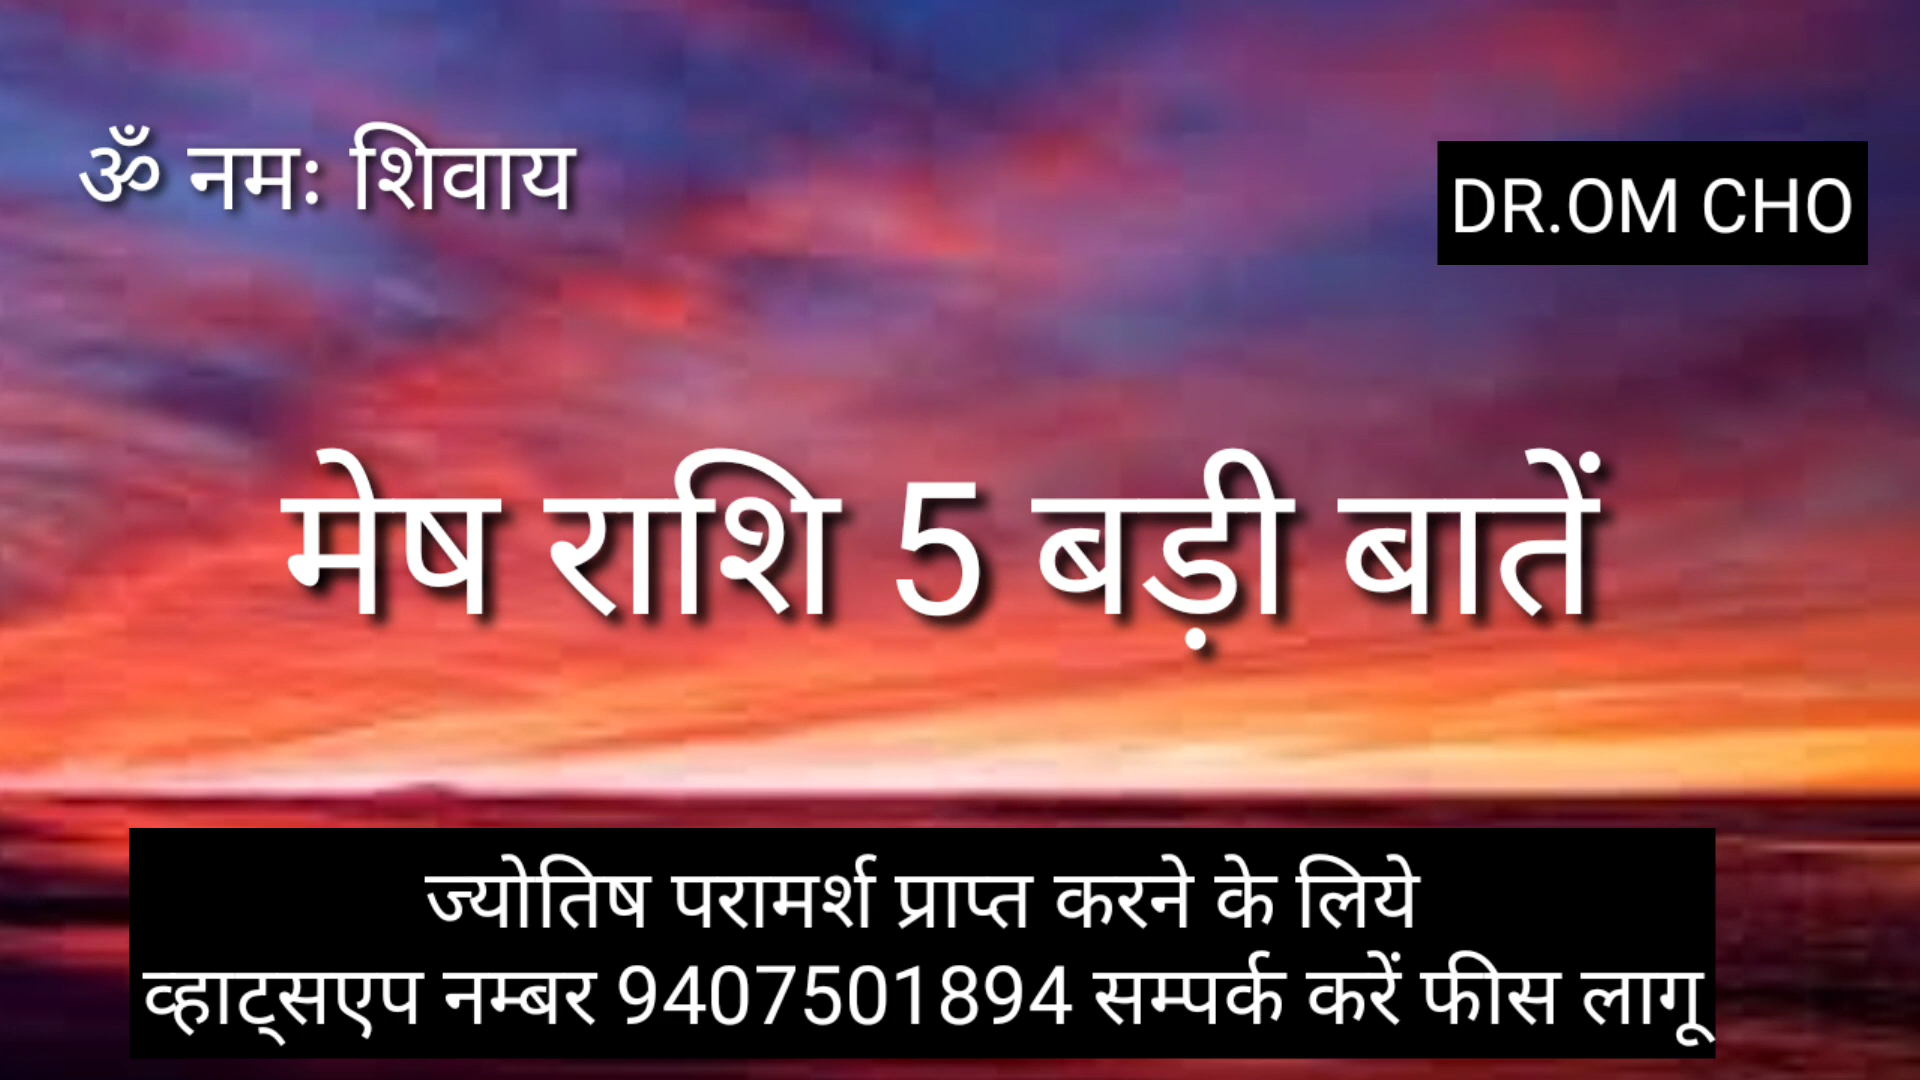 ॐ नमः शिवाय
DR.OM CHO
मेष राशि 5 बड़ी बातें
ज्योतिष परामर्श प्राप्त करने के लिये
व्हाट्सएप नम्बर 9407501894 सम्पर्क करें फीस लागू